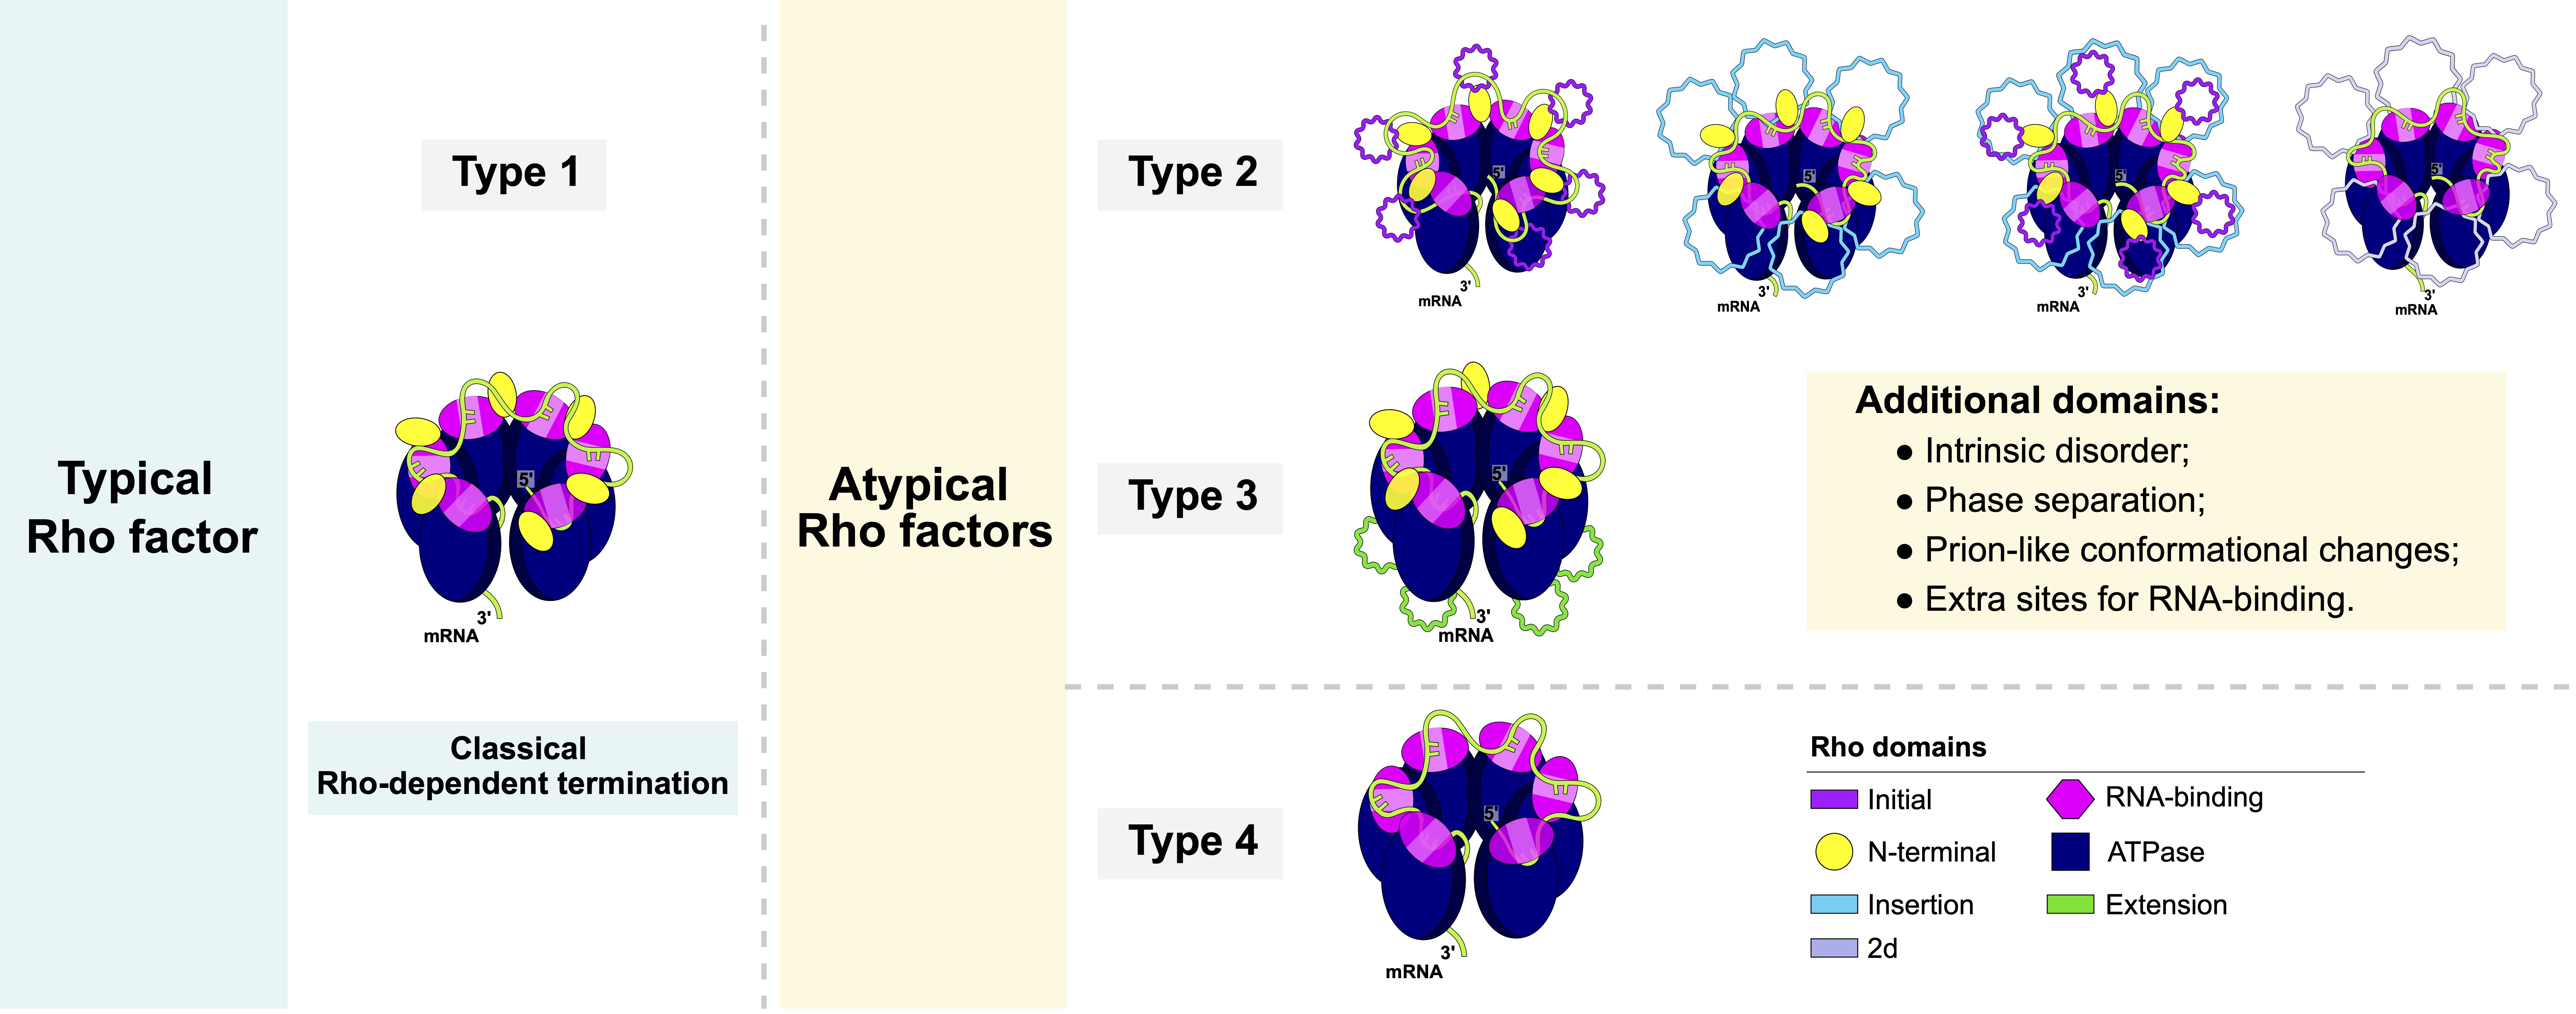 Typical
Rho factor
Type 1
5'
3'
mRNA
Classical
Rho-dependent termination
Atypical
Rho factors
Type 2
5'
3'
mRNA
5'
3'
mRNA
5'
3'
mRNA
5'
3'
mRNA
Type 3
5'
3'
mRNA
Additional domains:
● Intrinsic disorder;
● Phase separation;
● Prion-like conformational changes;
● Extra sites for RNA-binding.
Type 4
5'
3'
mRNA
Rho domains
Initial
RNA-binding
N-terminal
ATPase
Insertion
Extension
2d